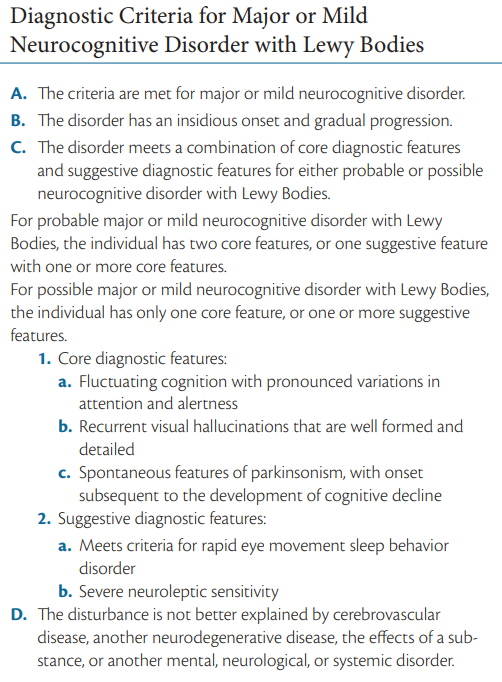 Diagnostic Criteria for Major or Mild
Neurocognitive Disorder with Lewy Bodies
A. The criteria are met for major or mild neurocognitive disorder.
B. The disorder has an insidious onset and gradual progression.
C. The disorder meets a combination of core diagnostic features
and suggestive diagnostic features for either probable or possible
neurocognitive disorder with Lewy Bodies.
For probable major or mild neurocognitive disorder with Lewy
Bodies, the individual has two core features, or one suggestive feature
with one or more core features.
For possible major or mild neurocognitive disorder with Lewy Bodies,
the individual has only one core feature, or one or more suggestive
features.
1. Core diagnostic features:
a. Fluctuating cognition with pronounced variations in
attention and alertness
b. Recurrent visual hallucinations that are well formed and
detailed
c. Spontaneous features of parkinsonism, with onset
subsequent to the development of cognitive decline
2. Suggestive diagnostic features:
a. Meets criteria for rapid eye movement sleep behavior
disorder
b. Severe neuroleptic sensitivity
D. The disturbance is not better explained by cerebrovascular
disease, another neurodegenerative disease, the effects of a sub-
stance, or another mental, neurological, or systemic disorder.